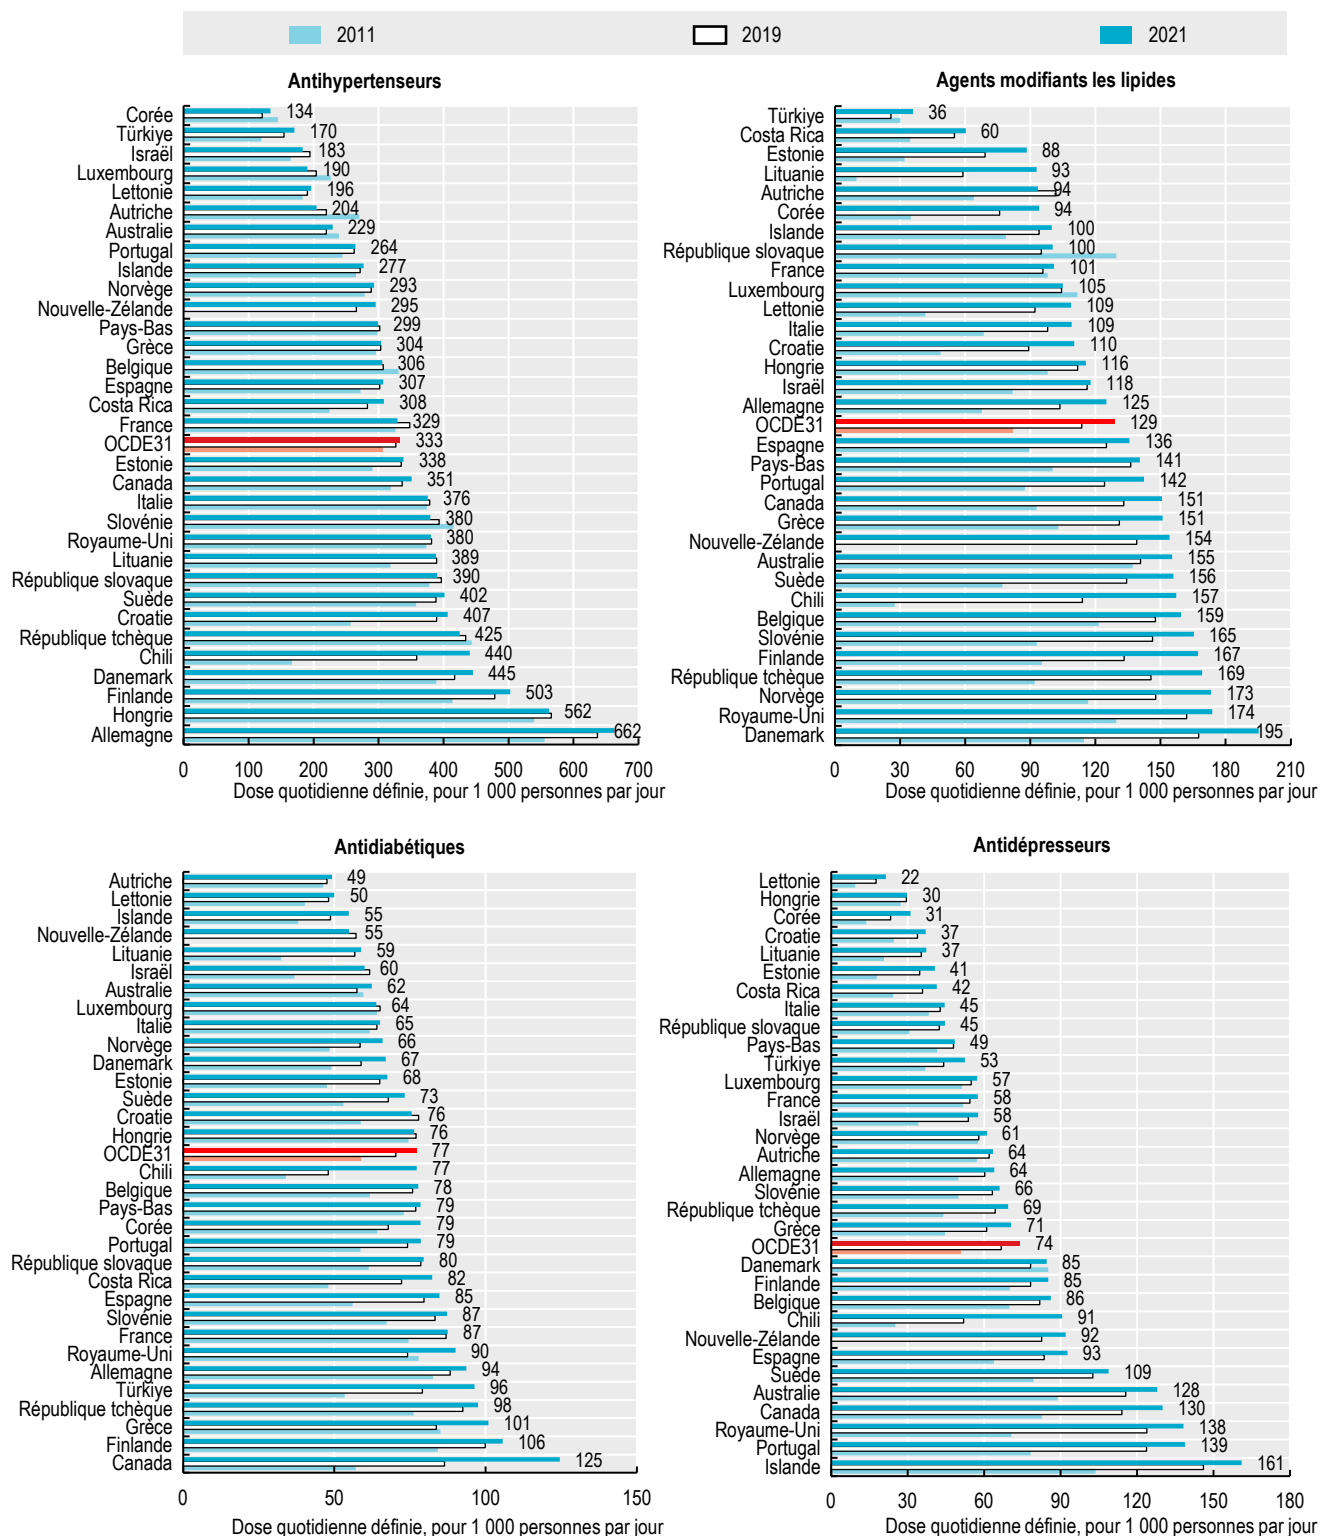 2011 2019 2021
Antihypertenseurs
Corée 134
Türkiye 170
Israël 183
Luxembourg 190
Lettonie 196
Autriche 204
Australie 229
Portugal 264
Islande 277
Norvège 293
Nouvelle-Zélande 295
Pays-Bas 299
Grèce 304
Belgique 306
Espagne 307
Costa Rica 308
France 329
OCDE31 333
Estonie 338
Canada 351
Italie 376
Slovénie 380
Royaume-Uni 380
Lituanie 389
République slovaque 390
Suède 402
Croatie 407
République tchèque 425
Chili 440
Danemark 445
Finlande 503
Hongrie 562
Allemagne 662
0 100 200 300 400 500 600 700
Dose quotidienne définie, pour 1 000 personnes par jour
Agents modifiants les lipides
Türkiye 36
Costa Rica 60
Estonie 88
Lituanie 93
Autriche 94
Corée 94
Islande 100
République slovaque 100
France 101
Luxembourg 105
Lettonie 109
Italie 109
Croatie 110
Hongrie 116
Israël 118
Allemagne 125
OCDE31 129
Espagne 136
Pays-Bas 141
Portugal 142
Canada 151
Grèce 151
Nouvelle-Zélande 154
Australie 155
Suède 156
Chili 157
Belgique 159
Slovénie 165
Finlande 167
République tchèque 169
Norvège 173
Royaume-Uni 174
Danemark 195
0 30 60 90 120 150 180 210
Dose quotidienne définie, pour 1 000 personnes par jour
Antidiabétiques
Autriche 49
Lettonie 50
Islande 55
Nouvelle-Zélande 55
Lituanie 59
Israël 60
Australie 62
Luxembourg 64
Italie 65
Norvège 66
Danemark 67
Estonie 68
Suède 73
Croatie 76
Hongrie 76
OCDE31 77
Chili 77
Belgique 78
Pays-Bas 79
Corée 79
Portugal 79
République slovaque 80
Costa Rica 82
Espagne 85
Slovénie 87
France 87
Royaume-Uni 90
Allemagne 94
Türkiye 96
République tchèque 98
Grèce 101
Finlande 106
Canada 125
0 50 100 150
Dose quotidienne définie, pour 1 000 personnes par jour
Antidépresseurs
Lettonie 22
Hongrie 30
Corée 31
Croatie 37
Lituanie 37
Estonie 41
Costa Rica 42
Italie 45
République slovaque 45
Pays-Bas 49
Türkiye 53
Luxembourg 57
France 58
Israël 58
Norvège 61
Autriche 64
Allemagne 64
Slovénie 66
République tchèque 69
Grèce 71
OCDE31 74
Danemark 85
Finlande 85
Belgique 86
Chili 91
Nouvelle-Zélande 92
Espagne 93
Suède 109
Australie 128
Canada 130
Royaume-Uni 138
Portugal 139
Islande 161
0 30 60 90 120 150 180
Dose quotidienne définie, pour 1 000 personnes par jour